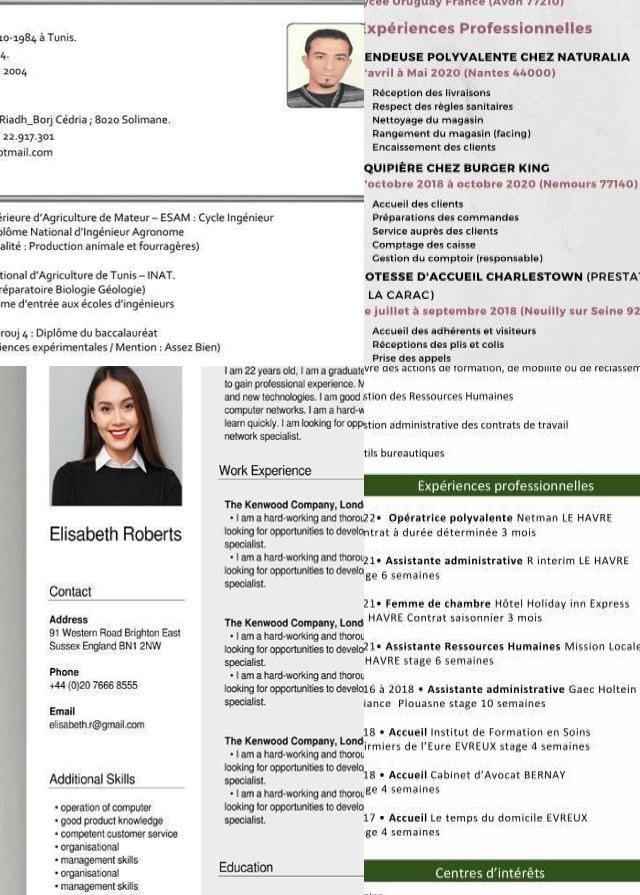 10-1984 à Tunis.
4.
2004
Riadh_Borj Cédria ; 8020 Solimane.
22.917.301
otmail.com
érieure d'Agriculture de Mateur – ESAM : Cycle Ingénieur
plôme National d'Ingénieur Agronome
alité : Production animale et fourragères)
tional d'Agriculture de Tunis – INAT.
réparatoire Biologie Géologie)
me d'entrée aux écoles d'ingénieurs
rouj 4 : Diplôme du baccalauréat
iences expérimentales / Mention : Assez Bien)
ycée Uruguay France (Avon 77210)
xpériences Professionnelles
ENDEUSE POLYVALENTE CHEZ NATURALIA
'avril à Mai 2020 (Nantes 44000)
Réception des livraisons
Respect des règles sanitaires
Nettoyage du magasin
Rangement du magasin (facing)
Encaissement des clients
QUIPIÈRE CHEZ BURGER KING
'octobre 2018 à octobre 2020 (Nemours 77140)
Accueil des clients
Préparations des commandes
Service auprès des clients
Comptage des caisse
Gestion du comptoir (responsable)
OTESSE D'ACCUEIL CHARLESTOWN (PRESTAT
LA CARAC)
e juillet à septembre 2018 (Neuilly sur Seine 92
Accueil des adhérents et visiteurs
Réceptions des plis et colis
Prise des appels
Elisabeth Roberts
Contact
Address
91 Western Road Brighton East
Sussex England BN1 2NW
Phone
+44 (0)20 7666 8555
Email
elisabeth.r@gmail.com
Additional Skills
• operation of computer
• good product knowledge
• competent customer service
• organisational
• management skills
• organisational
• management skills
I am 22 years old, I am a graduate
to gain professional experience. M
and new technologies. I am good
computer networks. I am a hard-w
learn quickly. I am looking for opp
network specialist.
Work Experience
The Kenwood Company, Lond
• I am a hard-working and thorou
looking for opportunities to develo
specialist.
• I am a hard-working and thorou
looking for opportunities to develo
specialist.
The Kenwood Company, Lond
• I am a hard-working and thorou
looking for opportunities to develo
specialist.
• I am a hard-working and thorou
looking for opportunities to develo
specialist.
The Kenwood Company, Lond
• I am a hard-working and thorou
looking for opportunities to develo
specialist.
• I am a hard-working and thorou
looking for opportunities to develo
specialist.
Education
vre des actions de formation, de mobilité ou de reclassem
stion des Ressources Humaines
stion administrative des contrats de travail
tils bureautiques
Expériences professionnelles
22• Opératrice polyvalente Netman LE HAVRE
ntrat à durée déterminée 3 mois
21• Assistante administrative R interim LE HAVRE
ge 6 semaines
21• Femme de chambre Hôtel Holiday inn Express
HAVRE Contrat saisonnier 3 mois
21• Assistante Ressources Humaines Mission Locale
HAVRE stage 6 semaines
16 à 2018 • Assistante administrative Gaec Holtein
iance Plouasne stage 10 semaines
18 • Accueil Institut de Formation en Soins
irmiers de l'Eure EVREUX stage 4 semaines
18 • Accueil Cabinet d'Avocat BERNAY
ge 4 semaines
17 • Accueil Le temps du domicile EVREUX
ge 4 semaines
Centres d'intérêts